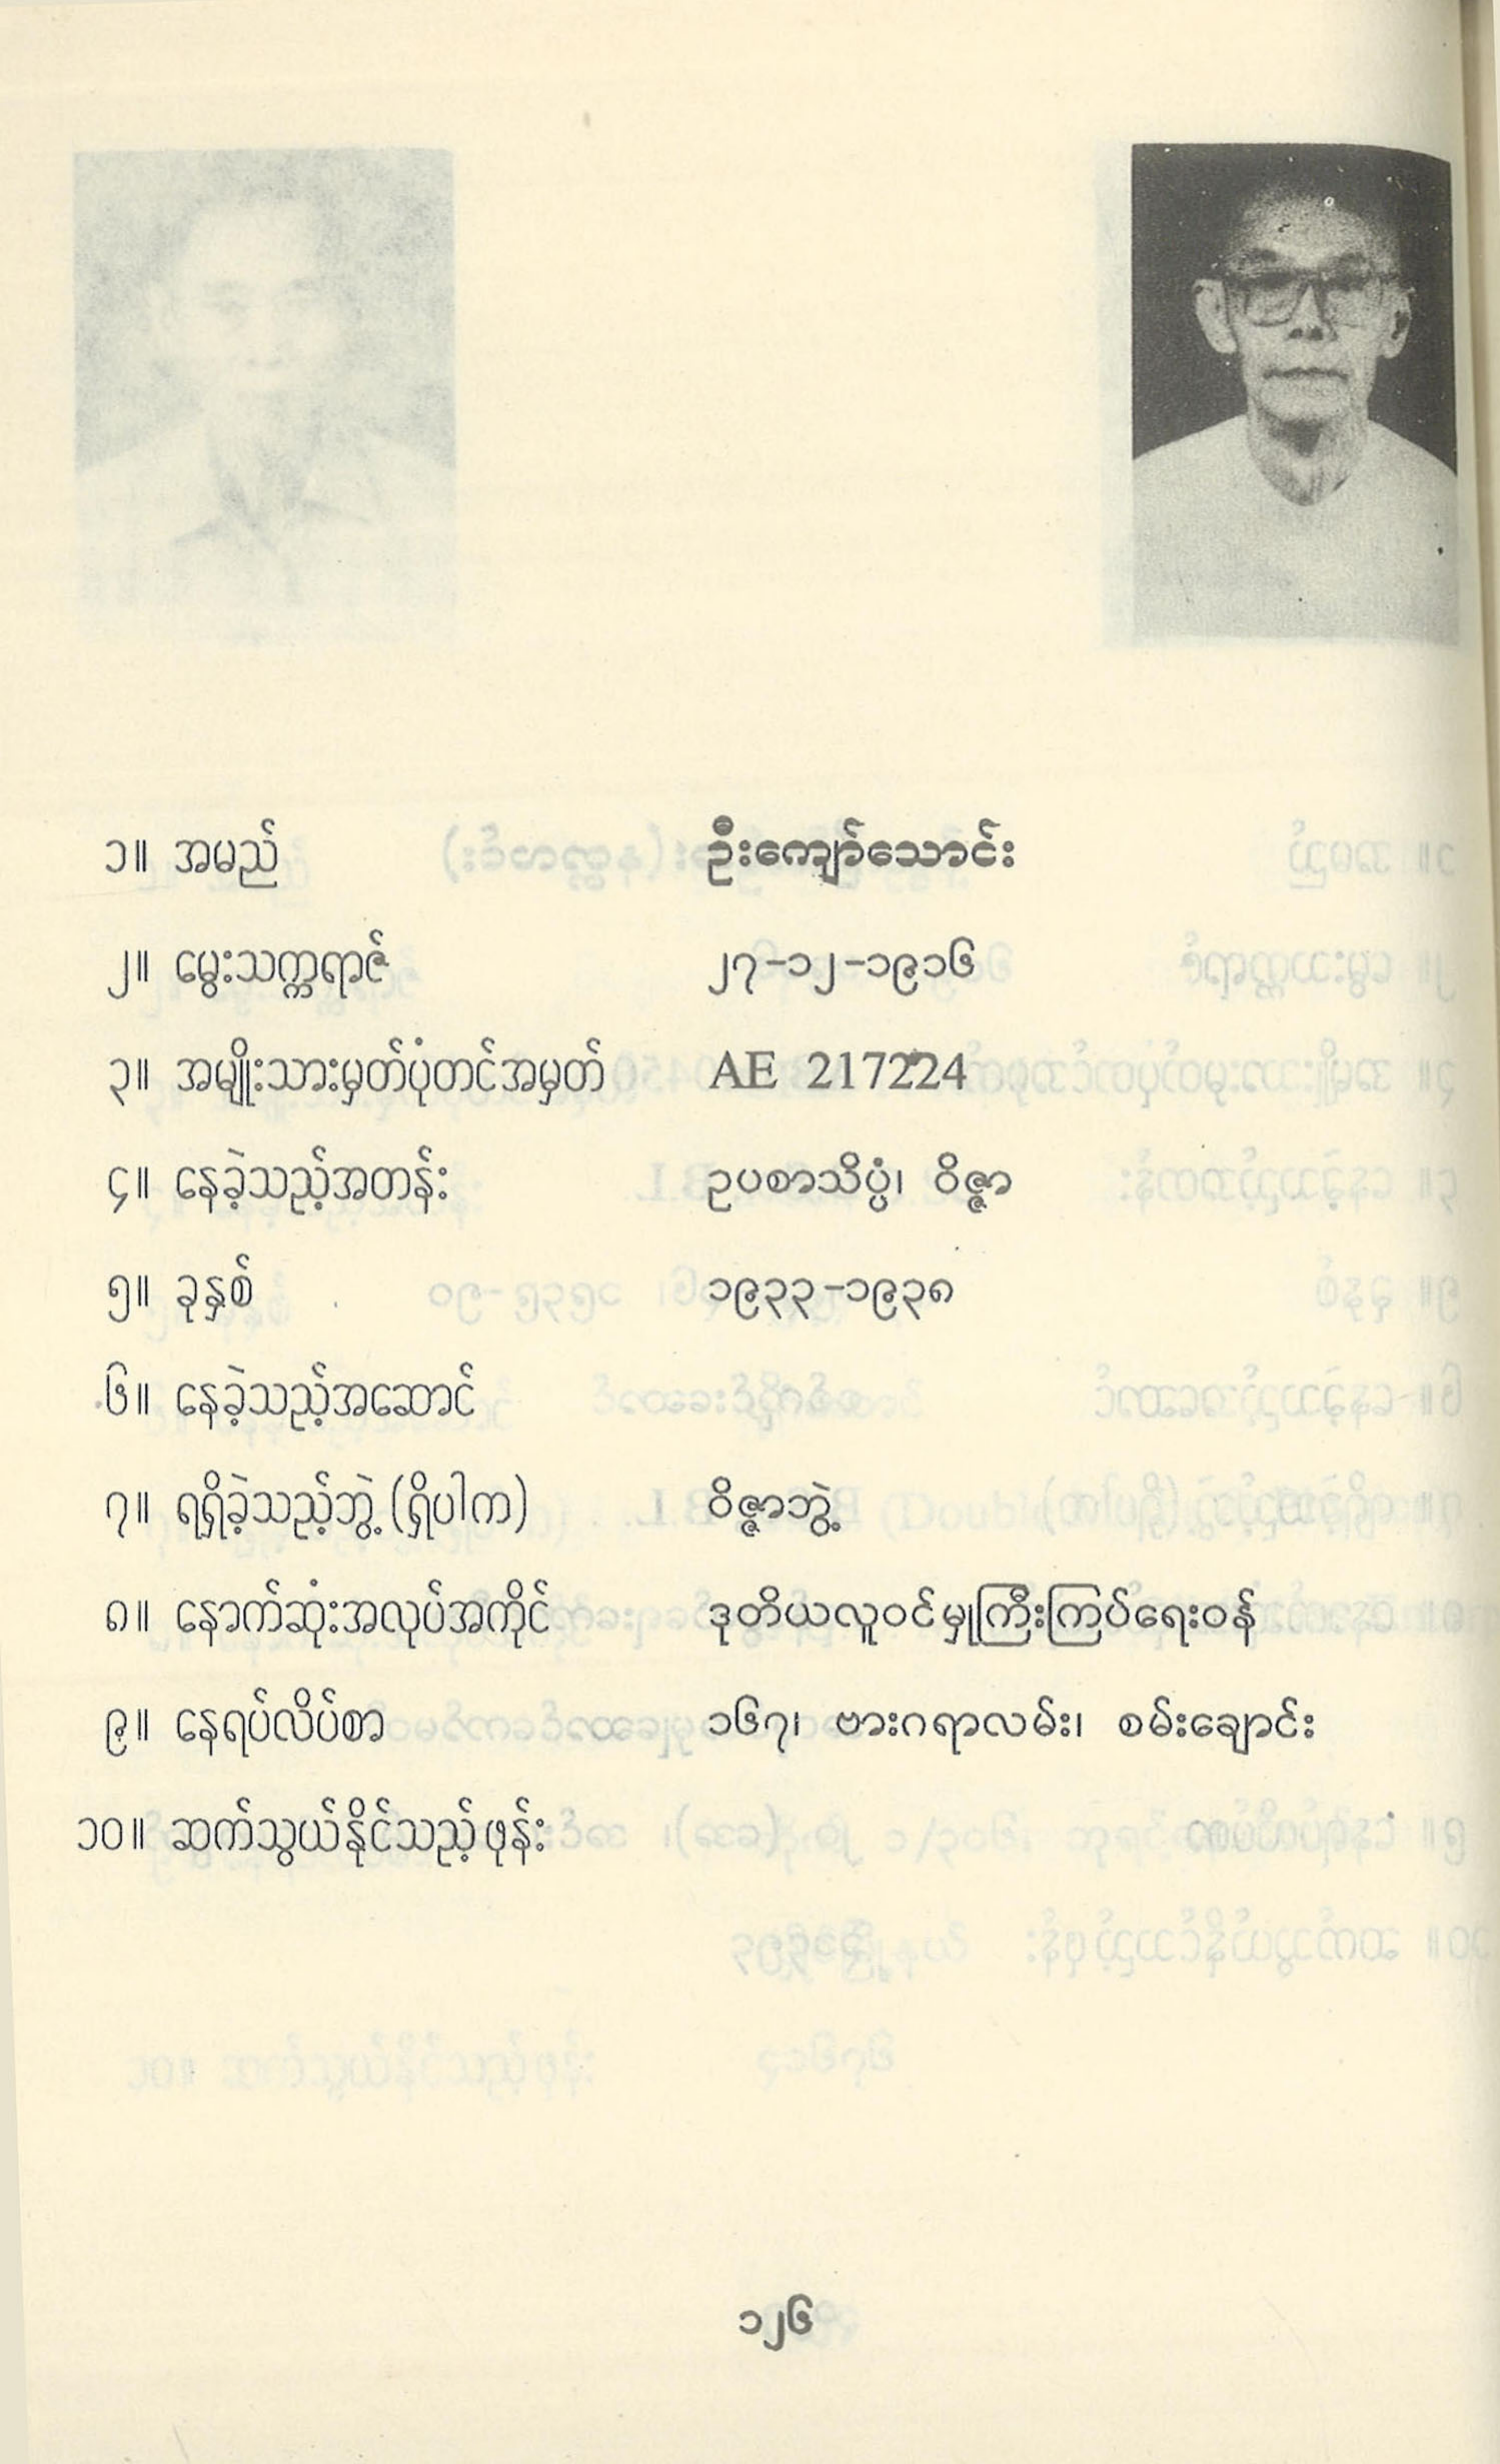 ၁။ အမည် ဦးကျော်သောင်း
၂။ မွေးသက္ကရာဇ် ၂၇-၁၂-၁၉၁၆
၃။ အမျိုးသားမှတ်ပုံတင်အမှတ် AE 217224
၄။ နေခဲ့သည့်အတန်း ဥပစာသိပ္ပံ၊ ဝိဇ္ဇာ
၅။ ခုနှစ် ၁၉၃၃-၁၉၃၈
၆။ နေခဲ့သည့်အဆောင်
၇။ ရရှိခဲ့သည့်ဘွဲ့ (ရှိပါက) ဝိဇ္ဇာဘွဲ့
၈။ နောက်ဆုံးအလုပ်အကိုင် ဒုတိယလူဝင်မှုကြီးကြပ်ရေးဝန်
၉။ နေရပ်လိပ်စာ ၁၆၇၊ ဗားဂရာလမ်း၊ စမ်းချောင်း
၁၀။ ဆက်သွယ်နိုင်သည့်ဖုန်း
၁၂၆